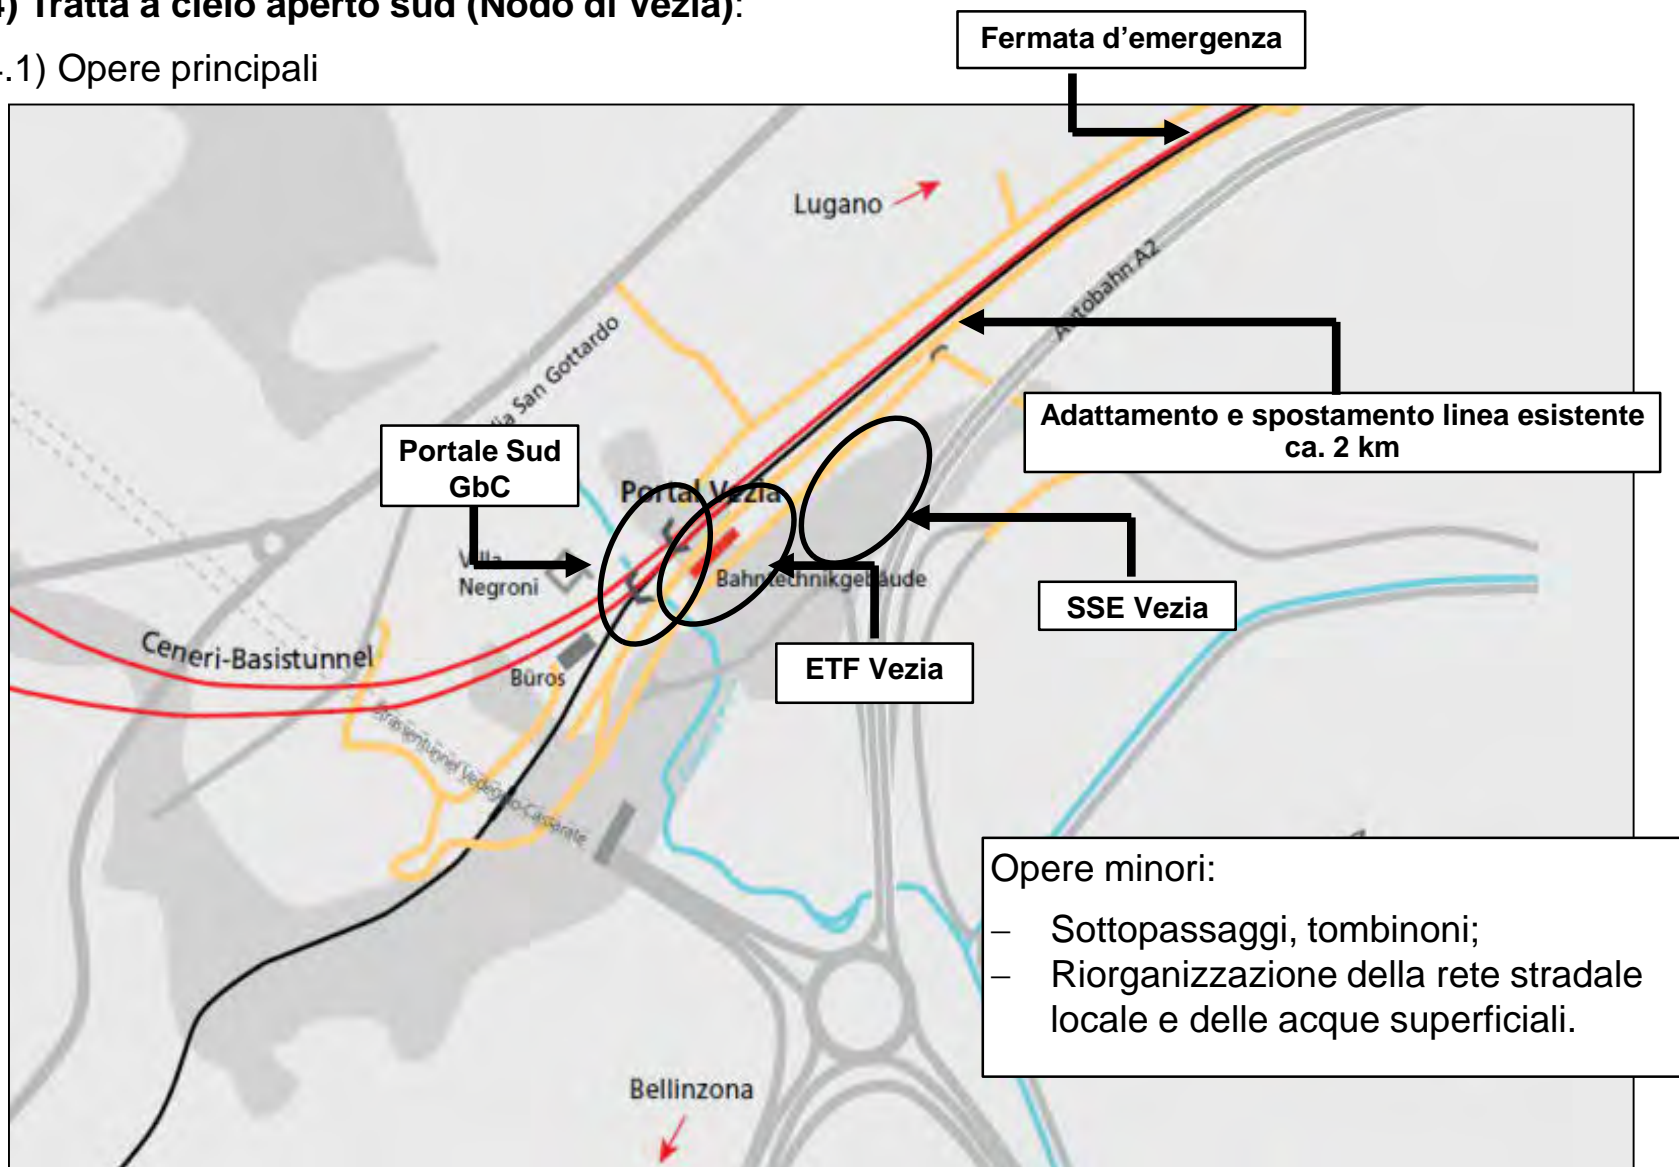 4) Tratta a cielo aperto sud (Nodo di Vezia):
4.1) Opere principali
Fermata d'emergenza
Lugano
Autobahn A2
Via San Gottardo
Adattamento e spostamento linea esistente
ca. 2 km
Portale Sud
GbC
Portal Vezia
Villa
Negroni
Bahntechnikgebäude
SSE Vezia
Ceneri-Basistunnel
Büros
ETF Vezia
Strassentunnel Vedeggio-Cassarate
Opere minori:
– Sottopassaggi, tombinoni;
– Riorganizzazione della rete stradale
locale e delle acque superficiali.
Bellinzona